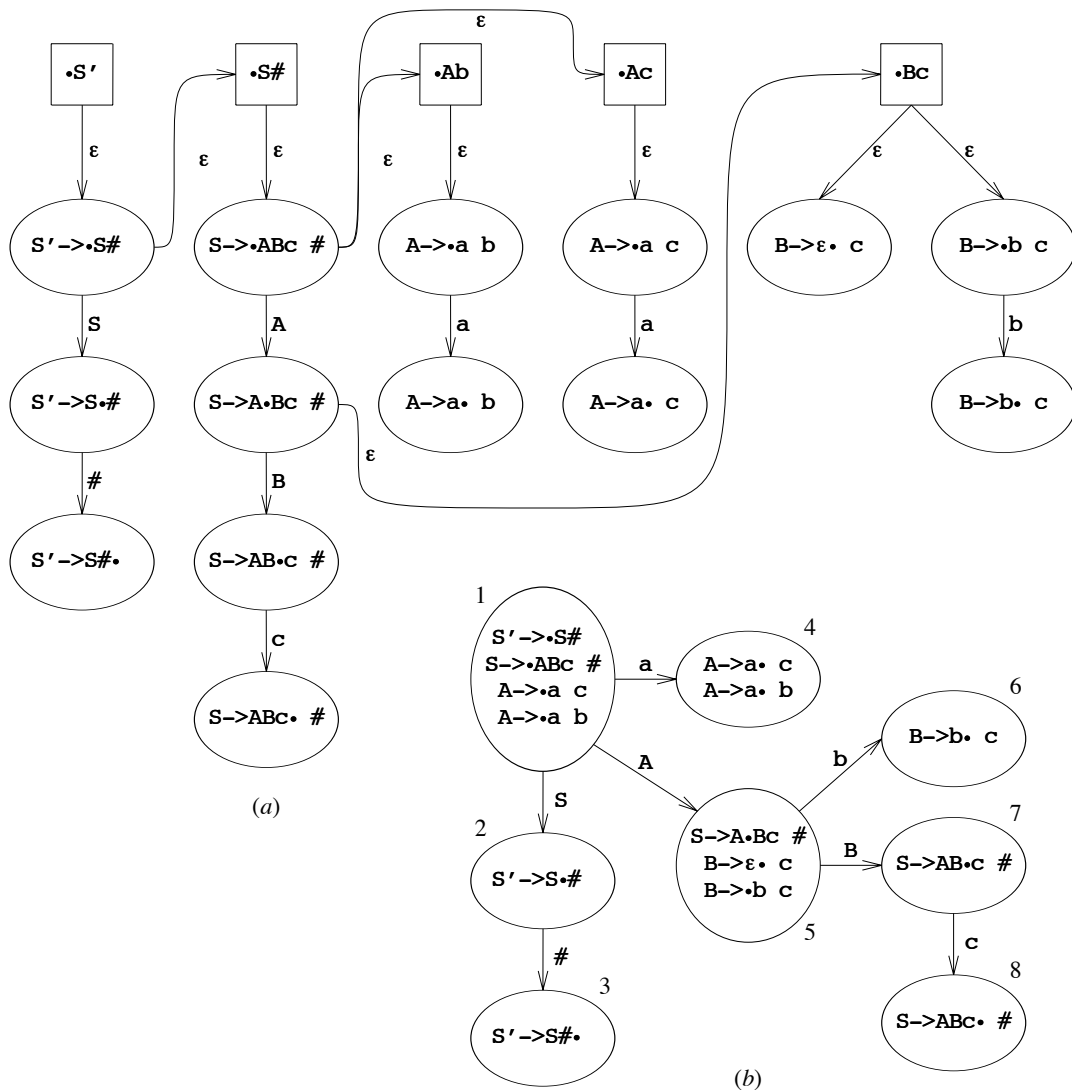 ε
•S' •S# •Ab •Ac •Bc
ε ε ε ε ε ε ε ε
S'->•S# S->•ABc # A->•a b A->•a c B->ε• c B->•b c
S A a a b
S'->S•# S->A•Bc # A->a• b A->a• c B->b• c
ε
# B
S'->S#• S->AB•c #
c
S->ABc• #
(a)
1
S'->•S#
S->•ABc #
A->•a c
A->•a b
a
4
A->a• c
A->a• b
A
S
2
S'->S•#
#
3
S'->S#•
S->A•Bc #
B->ε• c
B->•b c
5
b
6
B->b• c
B
7
S->AB•c #
c
8
S->ABc• #
(b)